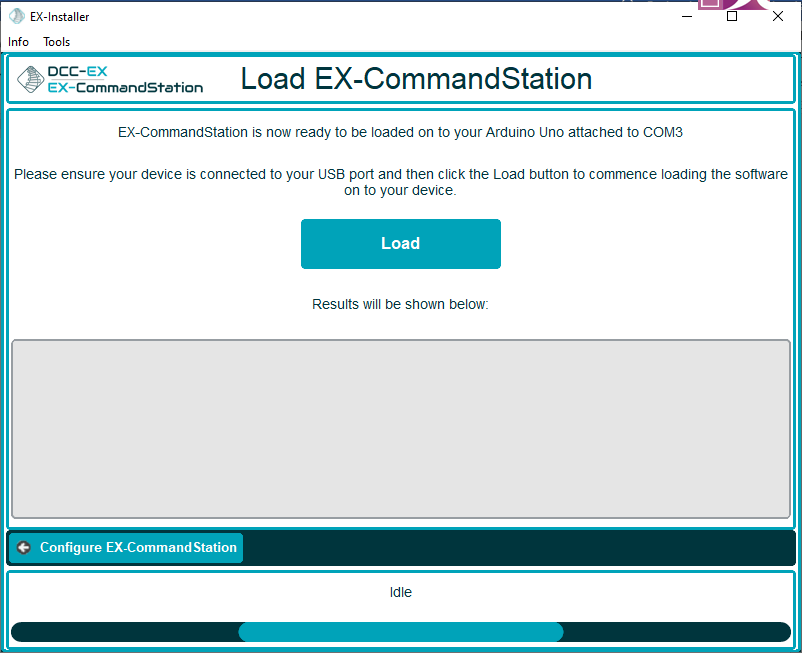 EX-Installer
Info Tools
DCC-EX
EX-CommandStation
Load EX-CommandStation
EX-CommandStation is now ready to be loaded on to your Arduino Uno attached to COM3
Please ensure your device is connected to your USB port and then click the Load button to commence loading the software
on to your device.
Load
Results will be shown below:
Configure EX-CommandStation
Idle